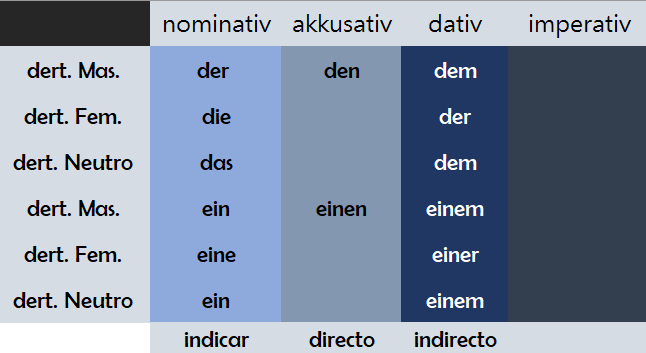 nominativ akkusativ dativ imperativ
dert. Mas. der den dem
dert. Fem. die der
dert. Neutro das dem
dert. Mas. ein einen einem
dert. Fem. eine einer
dert. Neutro ein einem
indicar directo indirecto